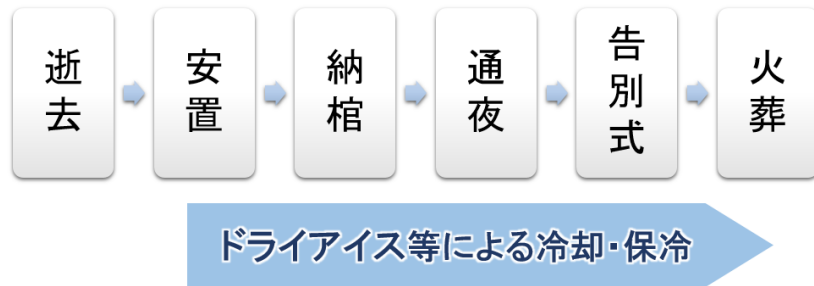 逝去
安置
納棺
通夜
告別式
火葬
ドライアイス等による冷却・保冷